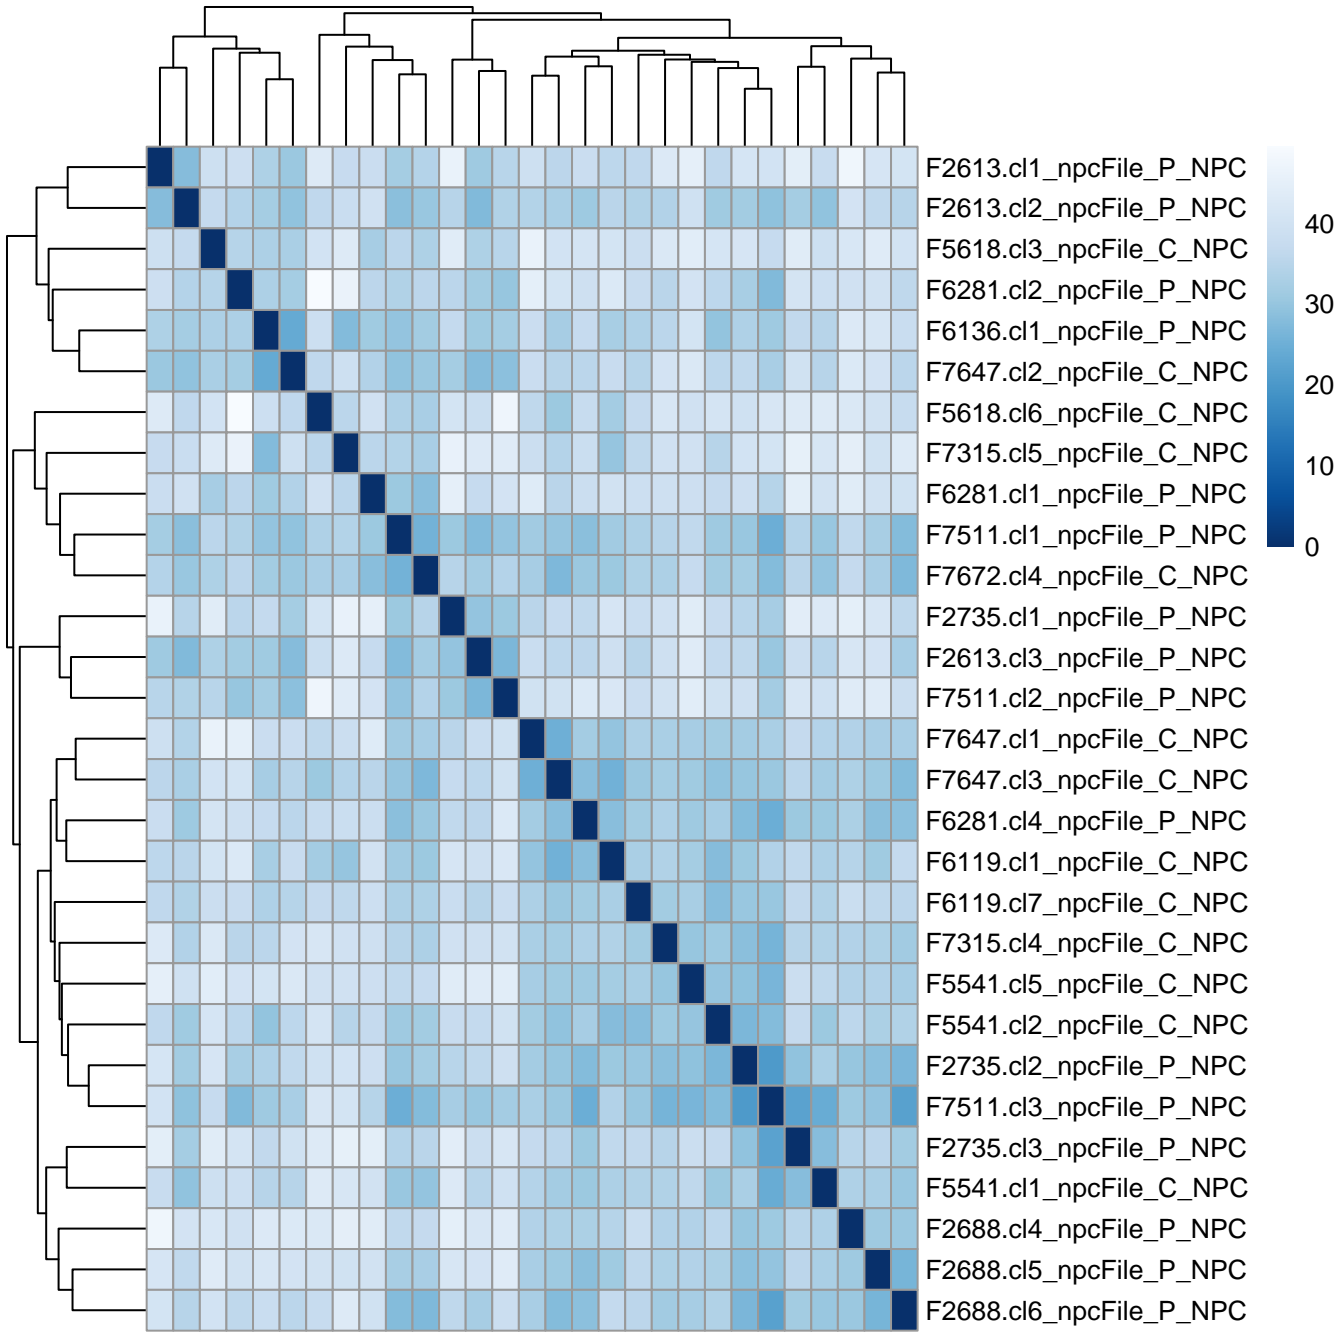 F2613.cl1_npcFile_P_NPC
F2613.cl2_npcFile_P_NPC
F5618.cl3_npcFile_C_NPC
F6281.cl2_npcFile_P_NPC
F6136.cl1_npcFile_P_NPC
F7647.cl2_npcFile_C_NPC
F5618.cl6_npcFile_C_NPC
F7315.cl5_npcFile_C_NPC
F6281.cl1_npcFile_P_NPC
F7511.cl1_npcFile_P_NPC
F7672.cl4_npcFile_C_NPC
F2735.cl1_npcFile_P_NPC
F2613.cl3_npcFile_P_NPC
F7511.cl2_npcFile_P_NPC
F7647.cl1_npcFile_C_NPC
F7647.cl3_npcFile_C_NPC
F6281.cl4_npcFile_P_NPC
F6119.cl1_npcFile_C_NPC
F6119.cl7_npcFile_C_NPC
F7315.cl4_npcFile_C_NPC
F5541.cl5_npcFile_C_NPC
F5541.cl2_npcFile_C_NPC
F2735.cl2_npcFile_P_NPC
F7511.cl3_npcFile_P_NPC
F2735.cl3_npcFile_P_NPC
F5541.cl1_npcFile_C_NPC
F2688.cl4_npcFile_P_NPC
F2688.cl5_npcFile_P_NPC
F2688.cl6_npcFile_P_NPC
40
30
20
10
0